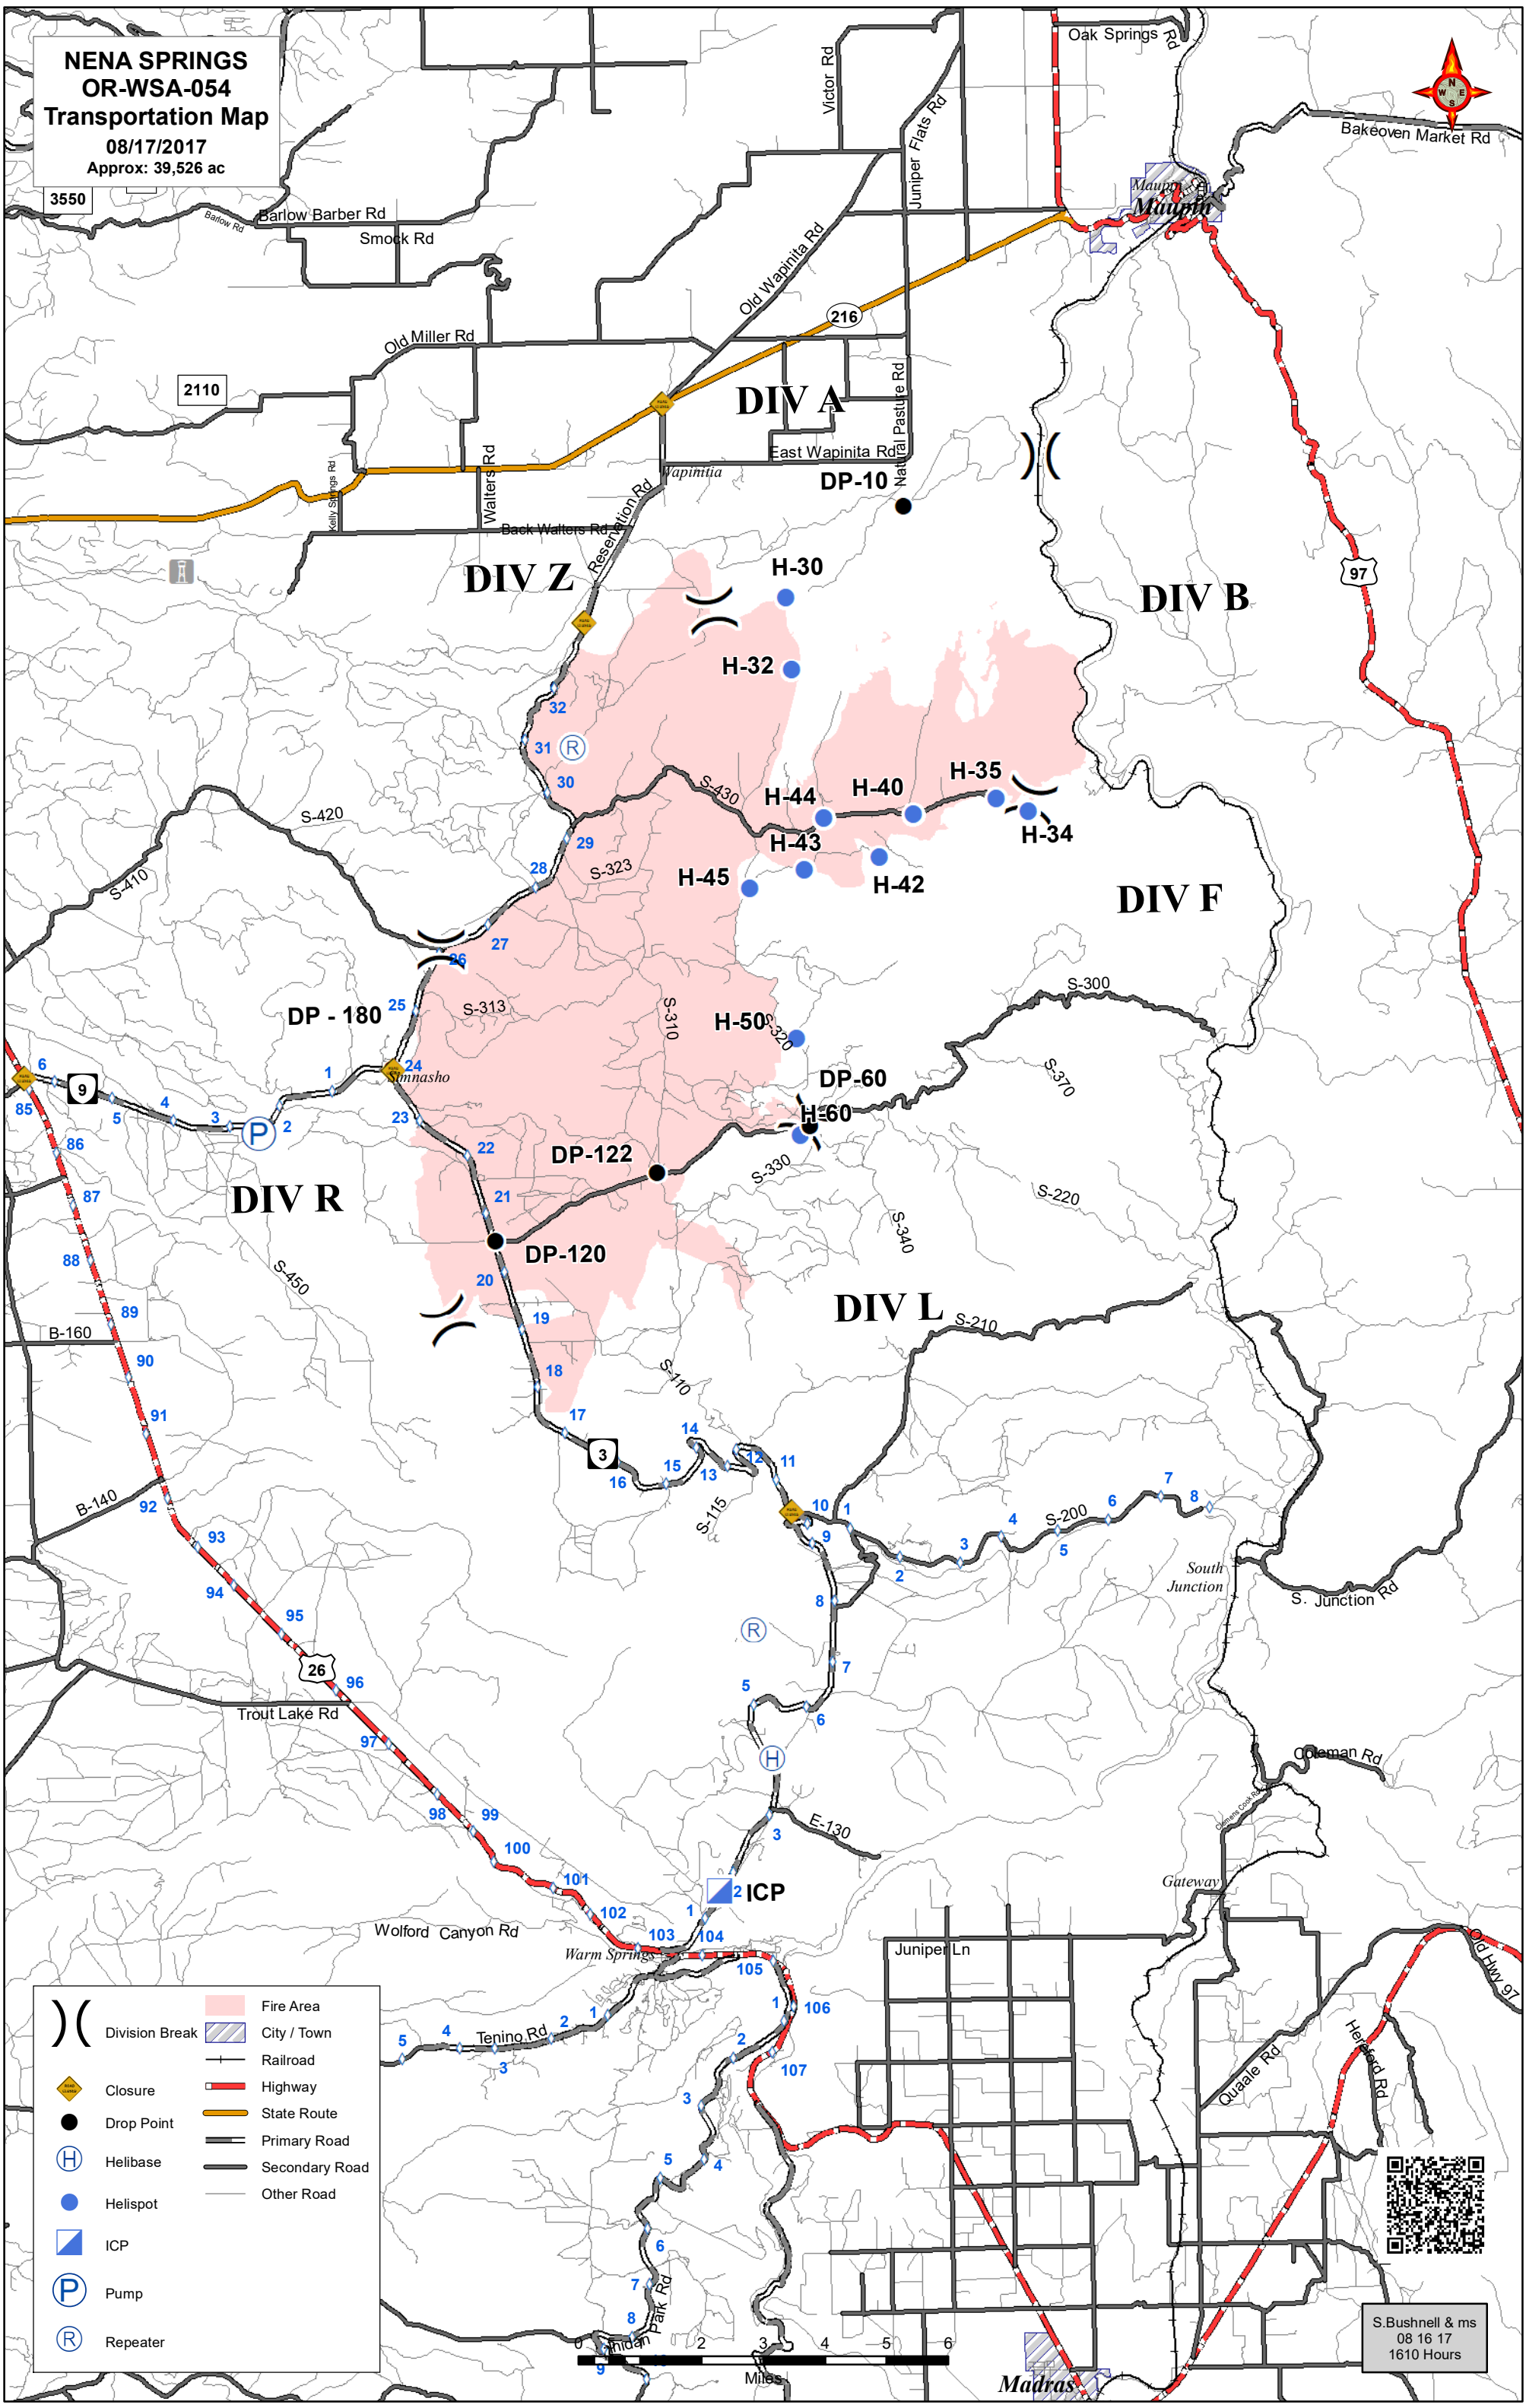 NENA SPRINGS
OR-WSA-054
Transportation Map
08/17/2017
Approx: 39,526 ac
3550
Barlow Rd
Barlow Barber Rd
Smock Rd
Victor Rd
Juniper Flats Rd
Oak Springs Rd
N
W E
S
Bakeoven Market Rd
Maupin
Maupin
Old Wapinita Rd
216
Old Miller Rd
2110
DIV A
Natural Pasture Rd
East Wapinita Rd
Wapinitia
Kelly Springs Rd
Walters Rd
Back Walters Rd
Reservation Rd
DP-10
DIV Z
H-30
DIV B
97
H-32
32
31
R
30
29
28
27
26
25
24
S-430
H-44
H-40
H-35
H-34
H-43
H-42
H-45
S-420
S-410
S-323
DIV F
S-313
S-310
DP - 180
H-50
S-320
S-300
S-370
Simnasho
6
9
5
4
3
P
2
1
23
22
21
20
19
18
17
DP-60
H-60
DP-122
S-330
S-220
S-340
DIV R
DP-120
S-450
DIV L
S-210
B-160
B-140
85
86
87
88
89
90
91
92
93
94
95
26
96
97
98
99
100
101
102
103
104
105
106
107
S-110
3
16
15
14
13
12
11
10
9
8
7
6
5
S-115
1
2
3
4
5
6
7
8
S-200
South
Junction
S. Junction Rd
R
H
3
E-130
Trout Lake Rd
Coleman Rd
Clemens Cook Rd
Gateway
2
ICP
1
Wolford Canyon Rd
Warm Springs
Juniper Ln
Old Hwy 97
Hereford Rd
Quaale Rd
Tenino Rd
1
2
3
4
5
1
2
3
4
5
6
7
8
9
Park Rd
Division Break
Closure
Drop Point
H
Helibase
Helispot
ICP
P
Pump
R
Repeater
Fire Area
City / Town
Railroad
Highway
State Route
Primary Road
Secondary Road
Other Road
0
2
3
4
5
6
Miles
Madras
S.Bushnell & ms
08 16 17
1610 Hours